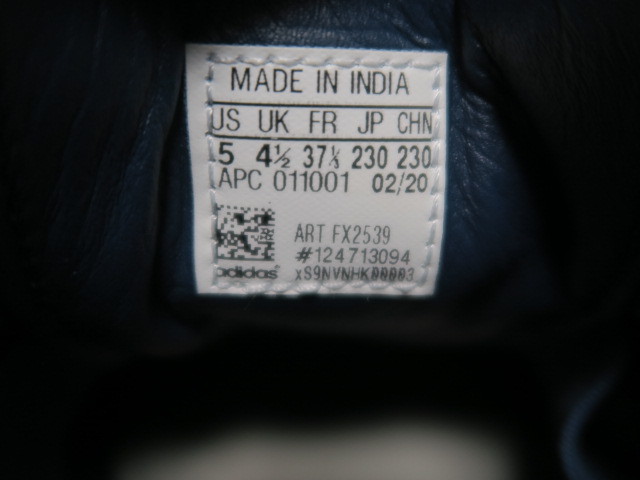 MADE IN INDIA
US UK FR JP CHN
5 4½ 37⅓ 230 230
APC 011001 02/20
ART FX2539
#124713094
adidas xS9NVNHK00003